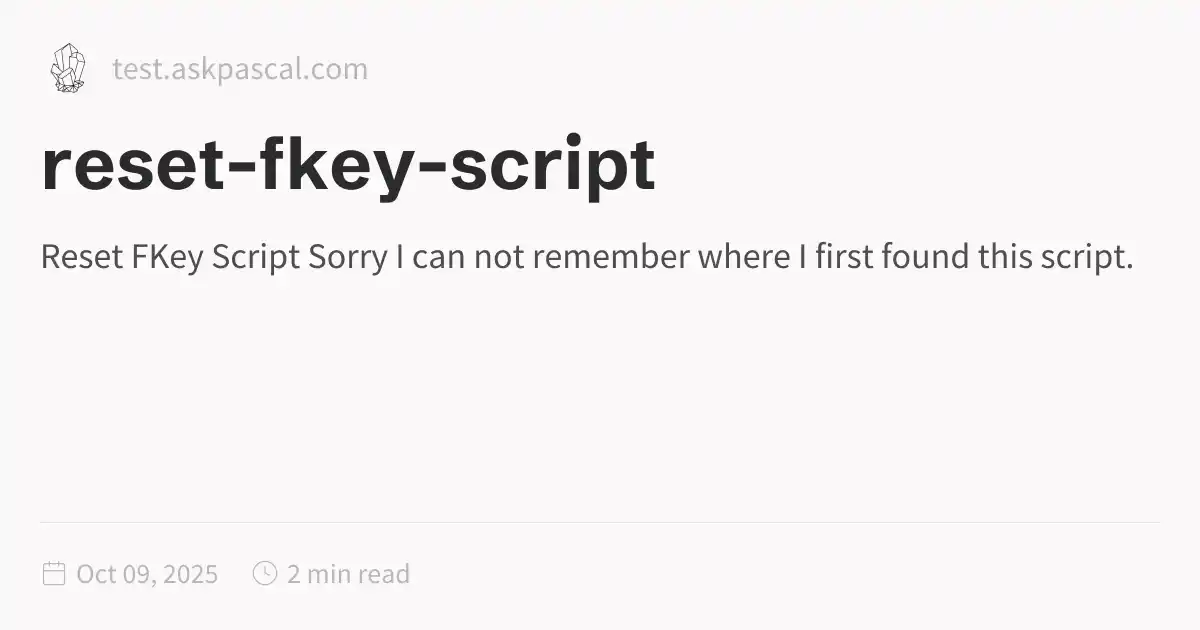 test.askpascal.com
reset-fkey-script
Reset FKey Script Sorry I can not remember where I first found this script.
Oct 09, 2025 2 min read